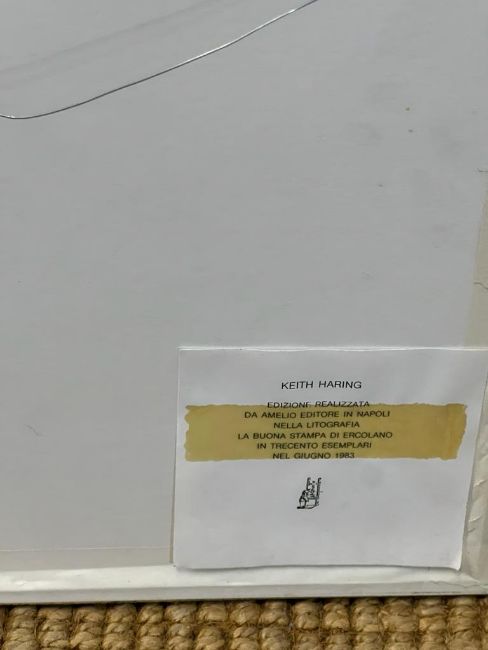 KEITH HARING
EDIZIONE REALIZZATA
DA AMELIO EDITORE IN NAPOLI
NELLA LITOGRAFIA
LA BUONA STAMPA DI ERCOLANO
IN TRECENTO ESEMPLARI
NEL GIUGNO 1983